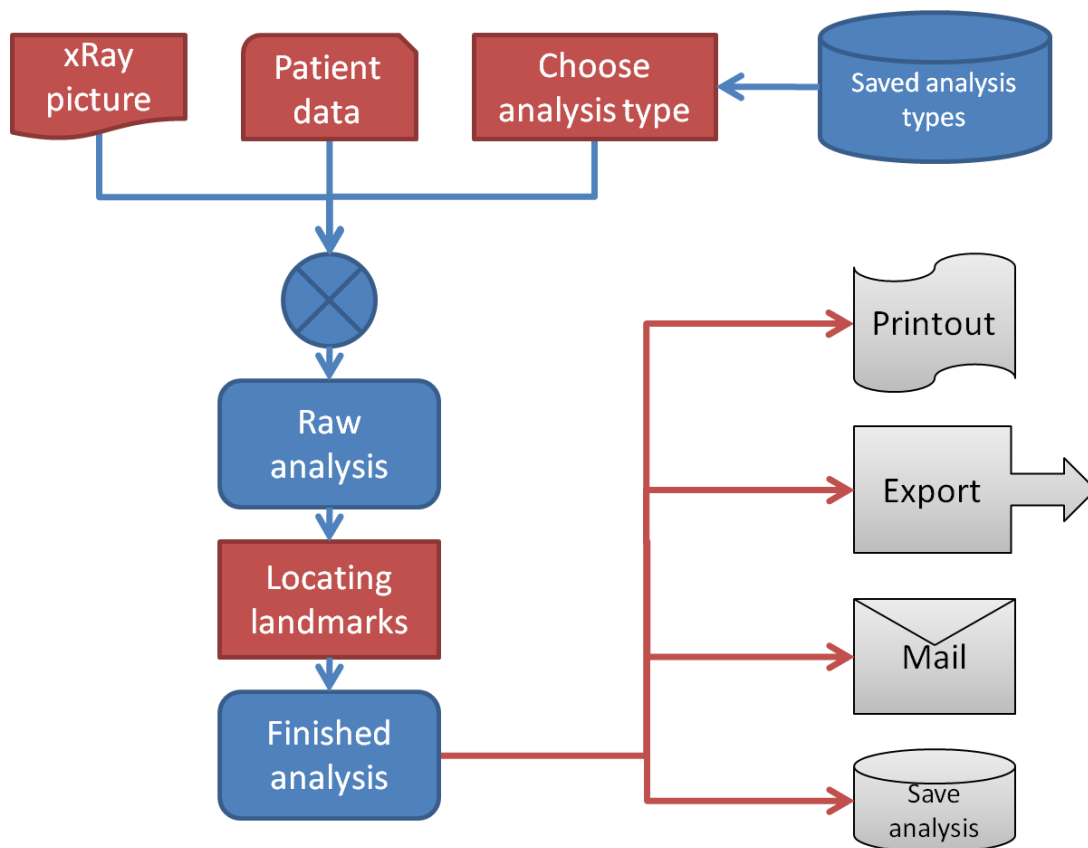 xRay
picture
Patient
data
Choose
analysis type
Saved analysis
types
Raw
analysis
Locating
landmarks
Finished
analysis
Printout
Export
Mail
Save
analysis